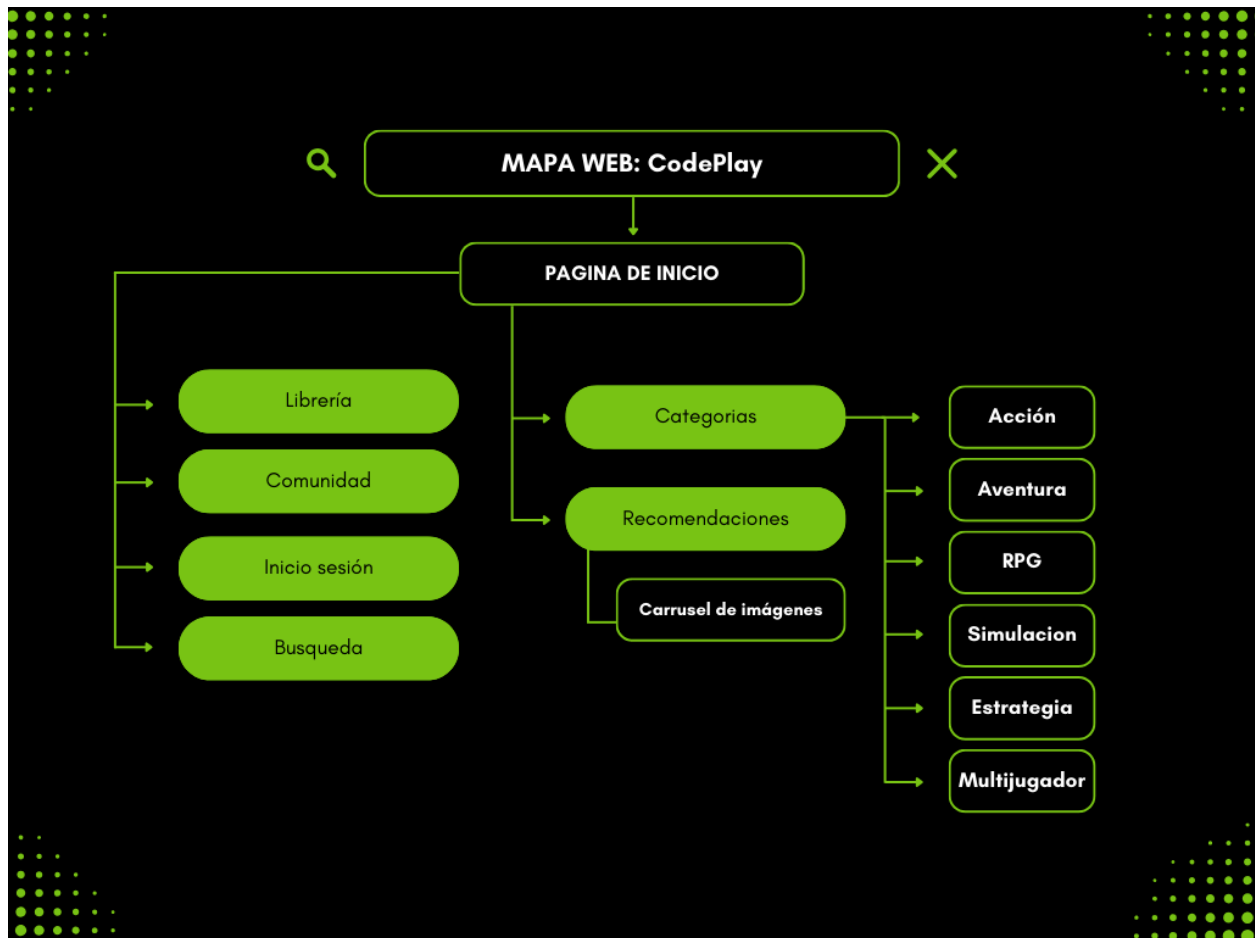 MAPA WEB: CodePlay
PAGINA DE INICIO
Librería
Comunidad
Inicio sesión
Busqueda
Categorias
Recomendaciones
Carrusel de imágenes
Acción
Aventura
RPG
Simulacion
Estrategia
Multijugador